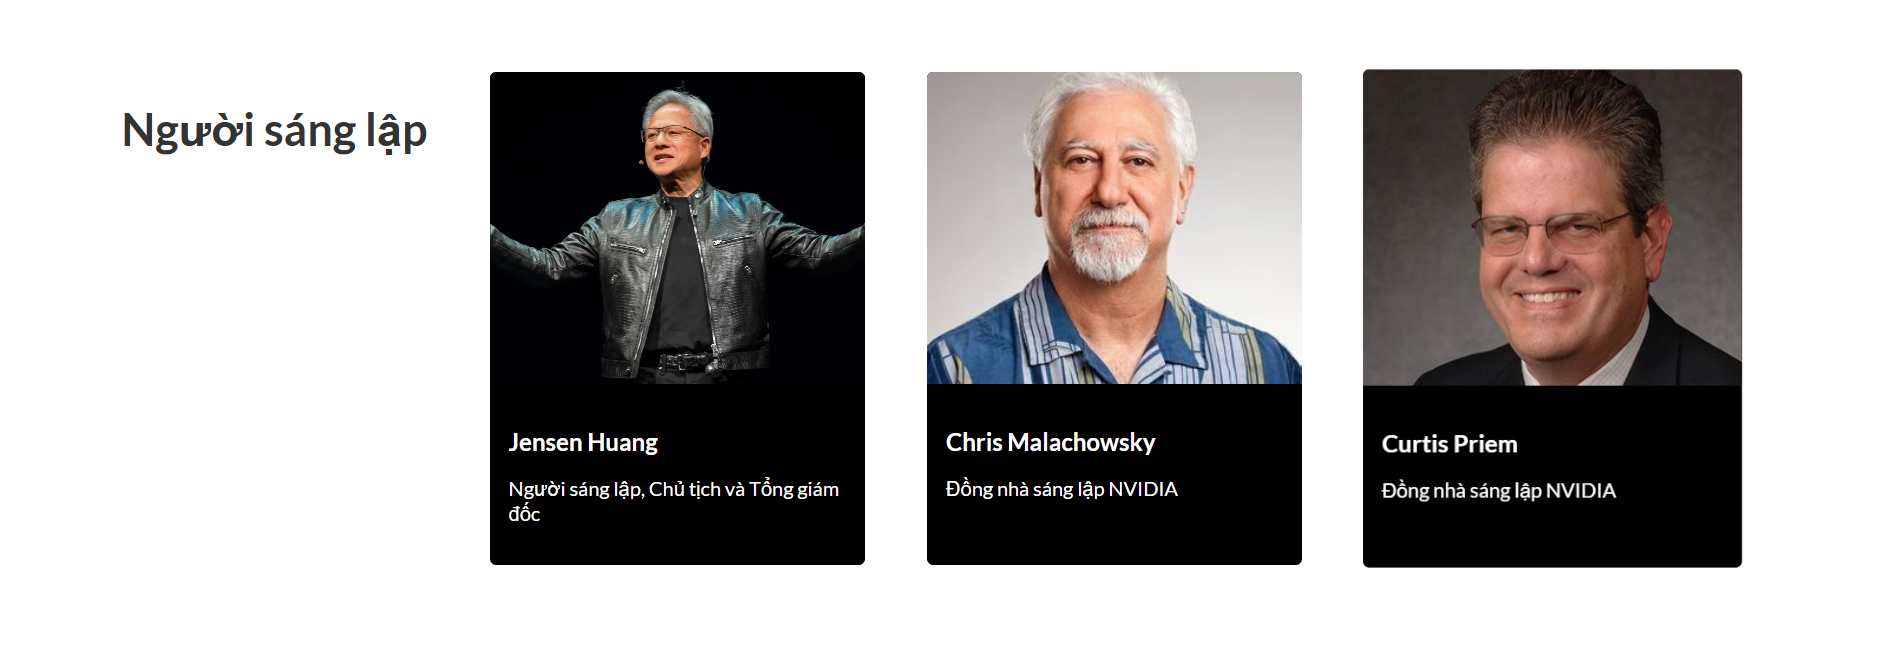 Người sáng lập
Jensen Huang
Người sáng lập, Chủ tịch và Tổng giám
đốc
Chris Malachowsky
Đồng nhà sáng lập NVIDIA
Curtis Priem
Đồng nhà sáng lập NVIDIA